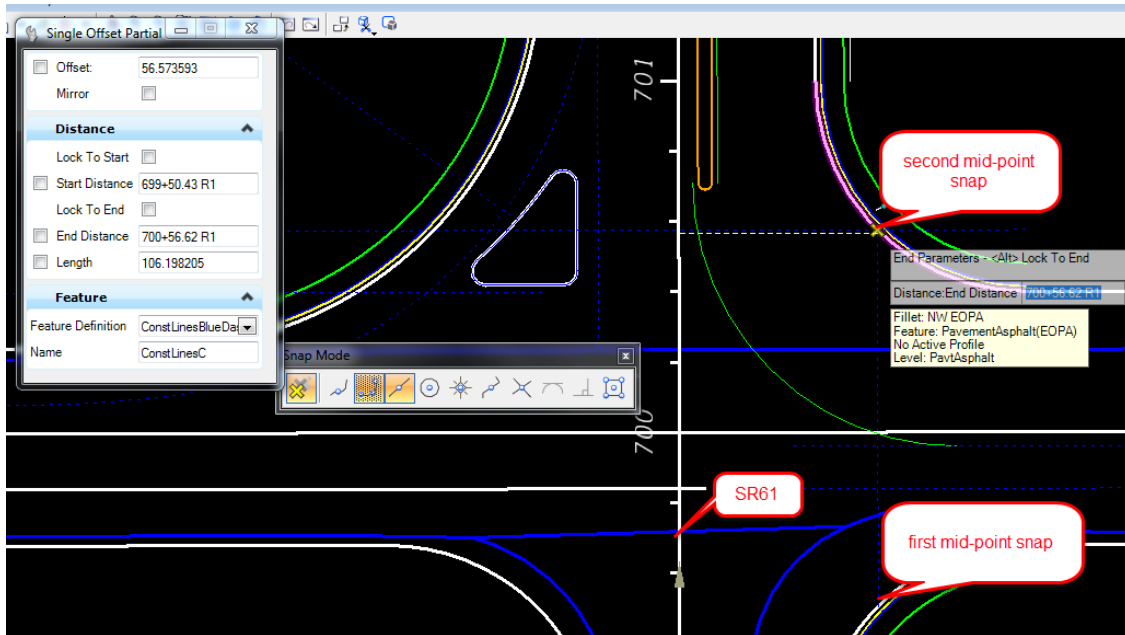 Single Offset Partial
Offset:
56.573593
Mirror
Distance
Lock To Start
Start Distance
699+50.43 R1
Lock To End
End Distance
700+56.62 R1
Length
106.198205
Feature
Feature Definition
ConstLinesBlueDas
Name
ConstLinesC
Snap Mode
701
700
second mid-point
snap
End Parameters - <Alt> Lock To End
Distance:End Distance
700+56.62 R1
Fillet: NW EOPA
Feature: PavementAsphalt(EOPA)
No Active Profile
Level: PavtAsphalt
SR61
first mid-point snap